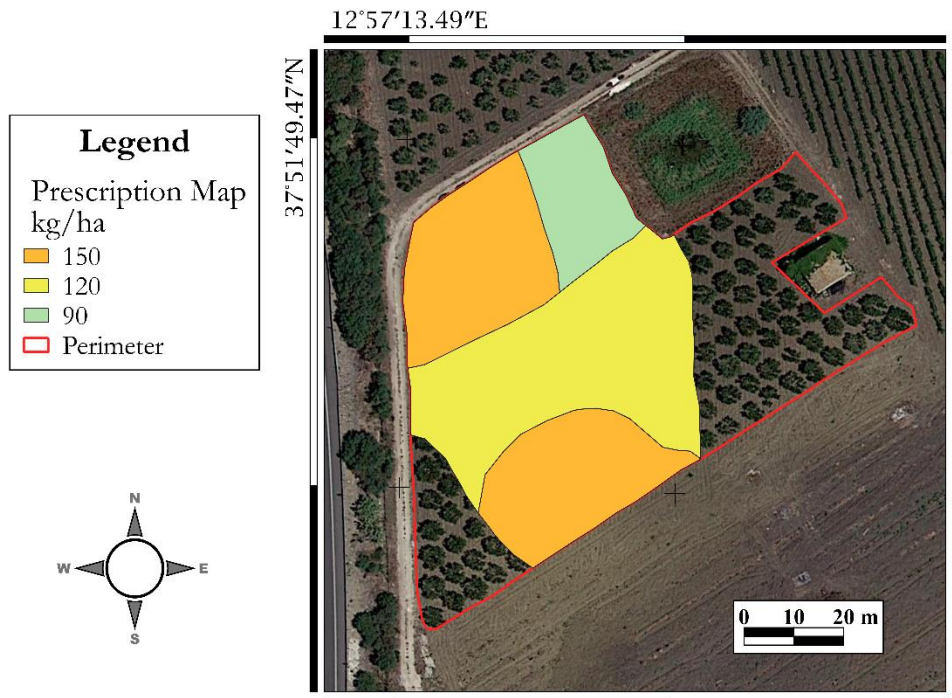 12°57′13.49″E
37°51′49.47″N
Legend
Prescription Map
kg/ha
150
120
90
Perimeter
N
W E
S
0 10 20 m